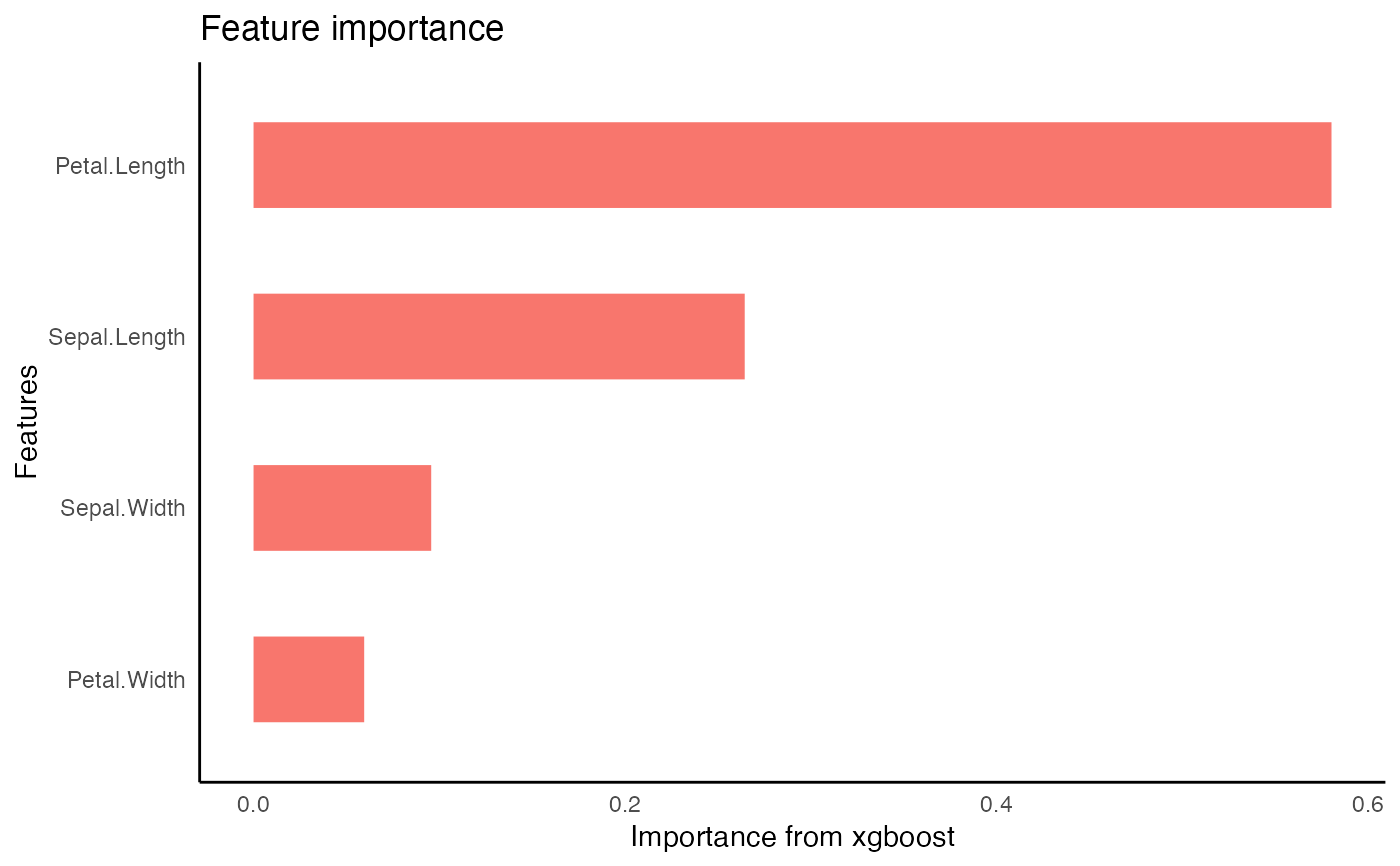 Feature importance
Petal.Length
Sepal.Length
Sepal.Width
Petal.Width
Features
0.0 0.2 0.4 0.6
Importance from xgboost